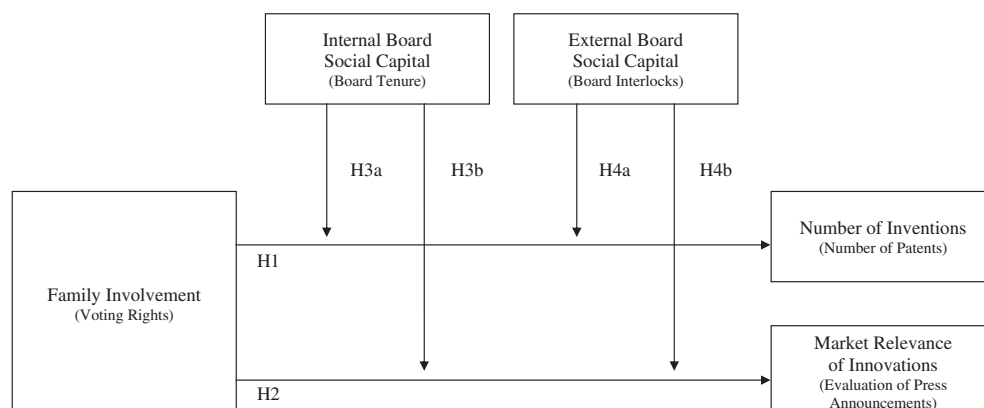 Internal Board
Social Capital
(Board Tenure)
External Board
Social Capital
(Board Interlocks)
H3a
H3b
H4a
H4b
Family Involvement
(Voting Rights)
H1
H2
Number of Inventions
(Number of Patents)
Market Relevance
of Innovations
(Evaluation of Press
Announcements)